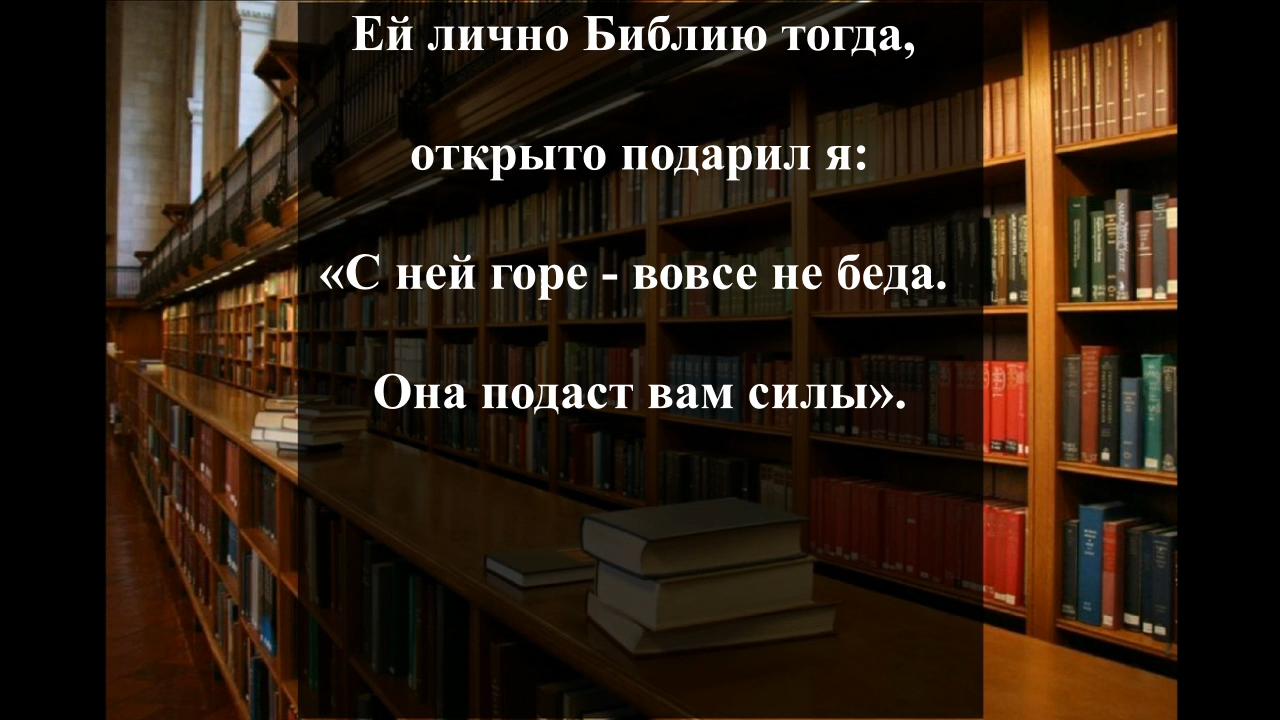 Ей лично Библию тогда,
открыто подарил я:
«С ней горе - вовсе не беда.
Она подаст вам силы».